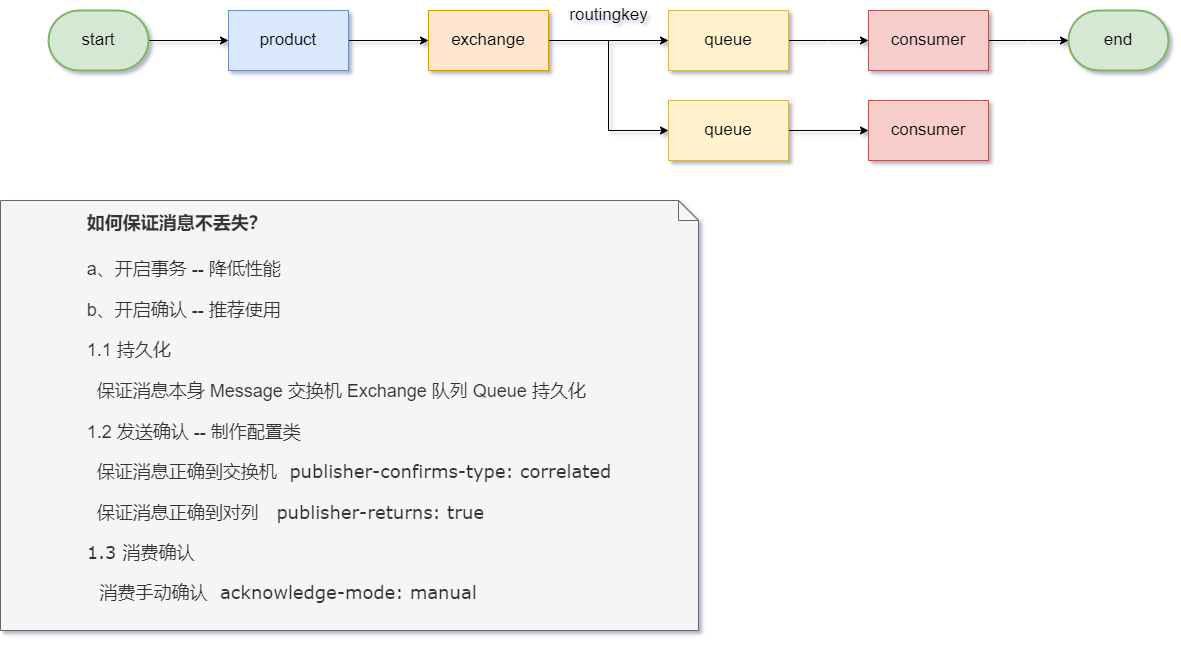 routingkey
start
product
exchange
queue
consumer
end
queue
consumer
如何保证消息不丢失?
a、开启事务 -- 降低性能
b、开启确认 -- 推荐使用
1.1 持久化
保证消息本身 Message 交换机 Exchange 队列 Queue 持久化
1.2 发送确认 -- 制作配置类
保证消息正确到交换机 publisher-confirms-type: correlated
保证消息正确到对列 publisher-returns: true
1.3 消费确认
消费手动确认 acknowledge-mode: manual